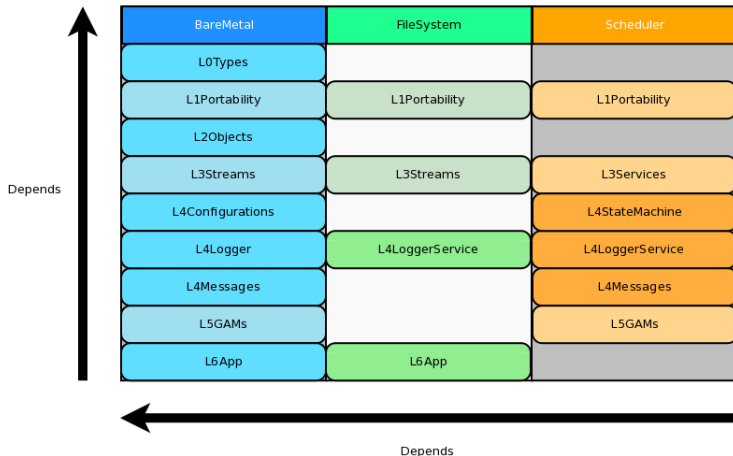 BareMetal FileSystem Scheduler
L0Types
L1Portability L1Portability L1Portability
L2Objects
Depends L3Streams L3Streams L3Services
L4Configurations L4StateMachine
L4Logger L4LoggerService L4LoggerService
L4Messages L4Messages
L5GAMs L5GAMs
L6App L6App
Depends